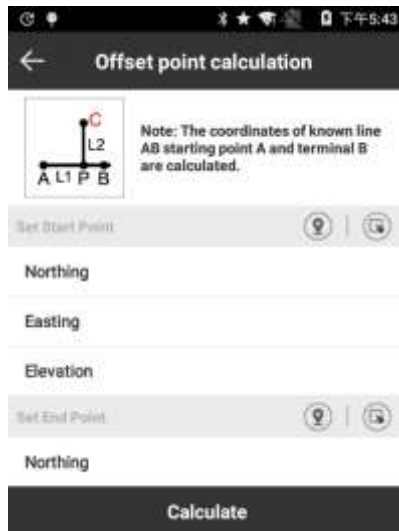 下午5:43
Offset point calculation
C
L2
A L1 P B
Note: The coordinates of known line
AB starting point A and terminal B
are calculated.
Set Start Point
Northing
Easting
Elevation
Set End Point
Northing
Calculate